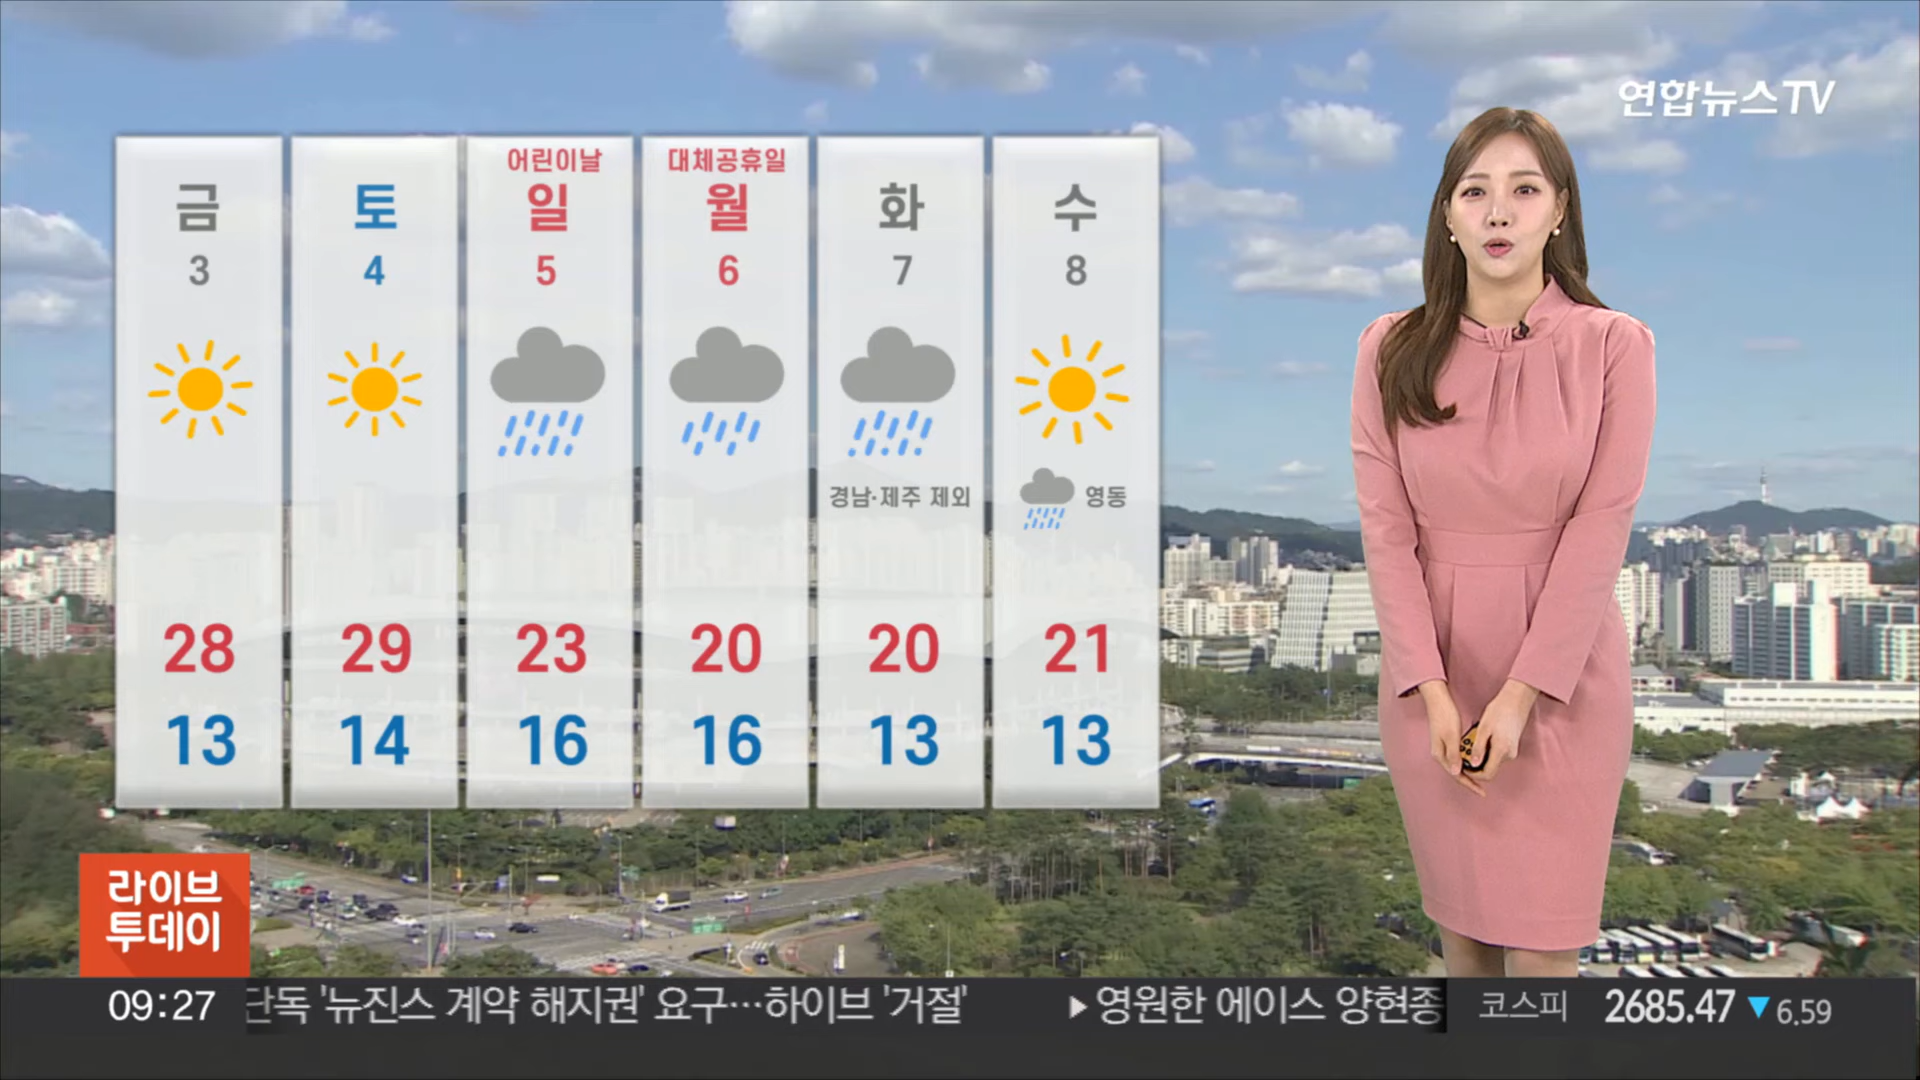 연합뉴스TV
금
3
28
13
토
4
29
14
어린이날
일
5
23
16
대체공휴일
월
6
20
16
화
7
경남·제주 제외
20
13
수
8
영동
21
13
라이브
투데이
09:27
단독 '뉴진스 계약 해지권' 요구…하이브 '거절' ▶영원한 에이스 양현종
코스피 2685.47 ▼6.59